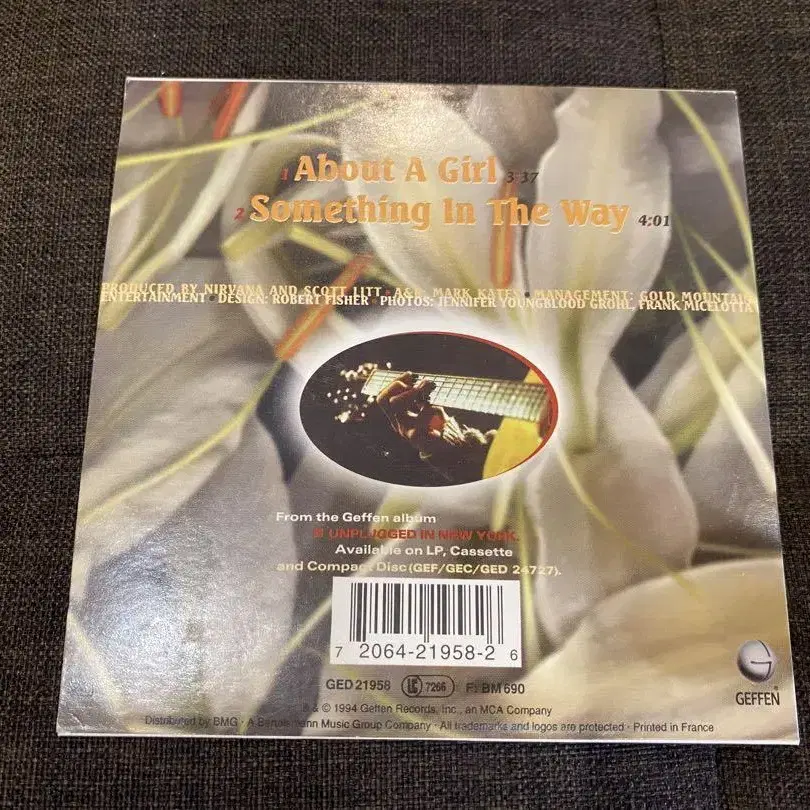 1 About A Girl 3:37
2 Something In The Way 4:01
PRODUCED BY NIRVANA AND SCOTT LITT • A&R: MARK KATES • MANAGEMENT: GOLD MOUNTAIN
ENTERTAINMENT • DESIGN: ROBERT FISHER • PHOTOS: JENNIFER YOUNGBLOOD GROHL, FRANK MICELOTTA
From the Geffen album
UNPLUGGED IN NEW YORK.
Available on LP, Cassette
and Compact Disc (GEF/GEC/GED 24727).
7 2064-21958-2 6
GED 21958 LC 7266 F: BM 690
& © 1994 Geffen Records, Inc., an MCA Company
Distributed by BMG · A Bertelsmann Music Group Company · All trademarks and logos are protected · Printed in France
GEFFEN